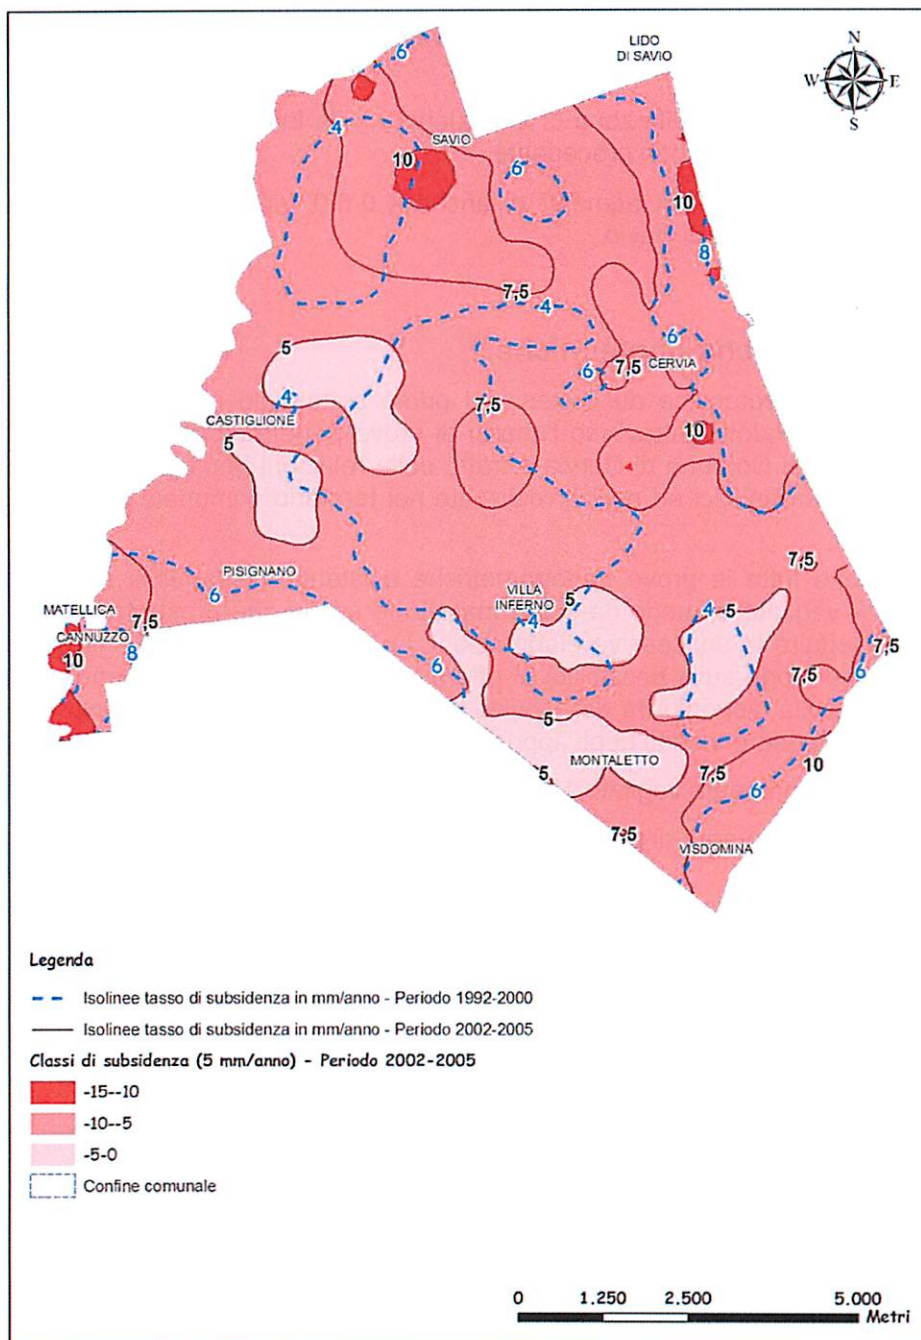 LIDO
DI SAVIO
N
W E
S
6
4
SAVIO
10
6
10
8
7,5
4
6
5
6
7,5
CERVIA
4
7,5
CASTIGLIONE
5
10
7,5
PISIGNANO
6
VILLA
INFERNO
5
4
4
5
MATELLICA
7,5
CANNUZZO
8
10
6
7,5
7,5
6
5
MONTALETTO
5
7,5
10
6
7,5
VISDOMINA
Legenda
Isolinee tasso di subsidenza in mm/anno - Periodo 1992-2000
Isolinee tasso di subsidenza in mm/anno - Periodo 2002-2005
Classi di subsidenza (5 mm/anno) - Periodo 2002-2005
-15--10
-10--5
-5-0
Confine comunale
0 1.250 2.500 5.000
Metri